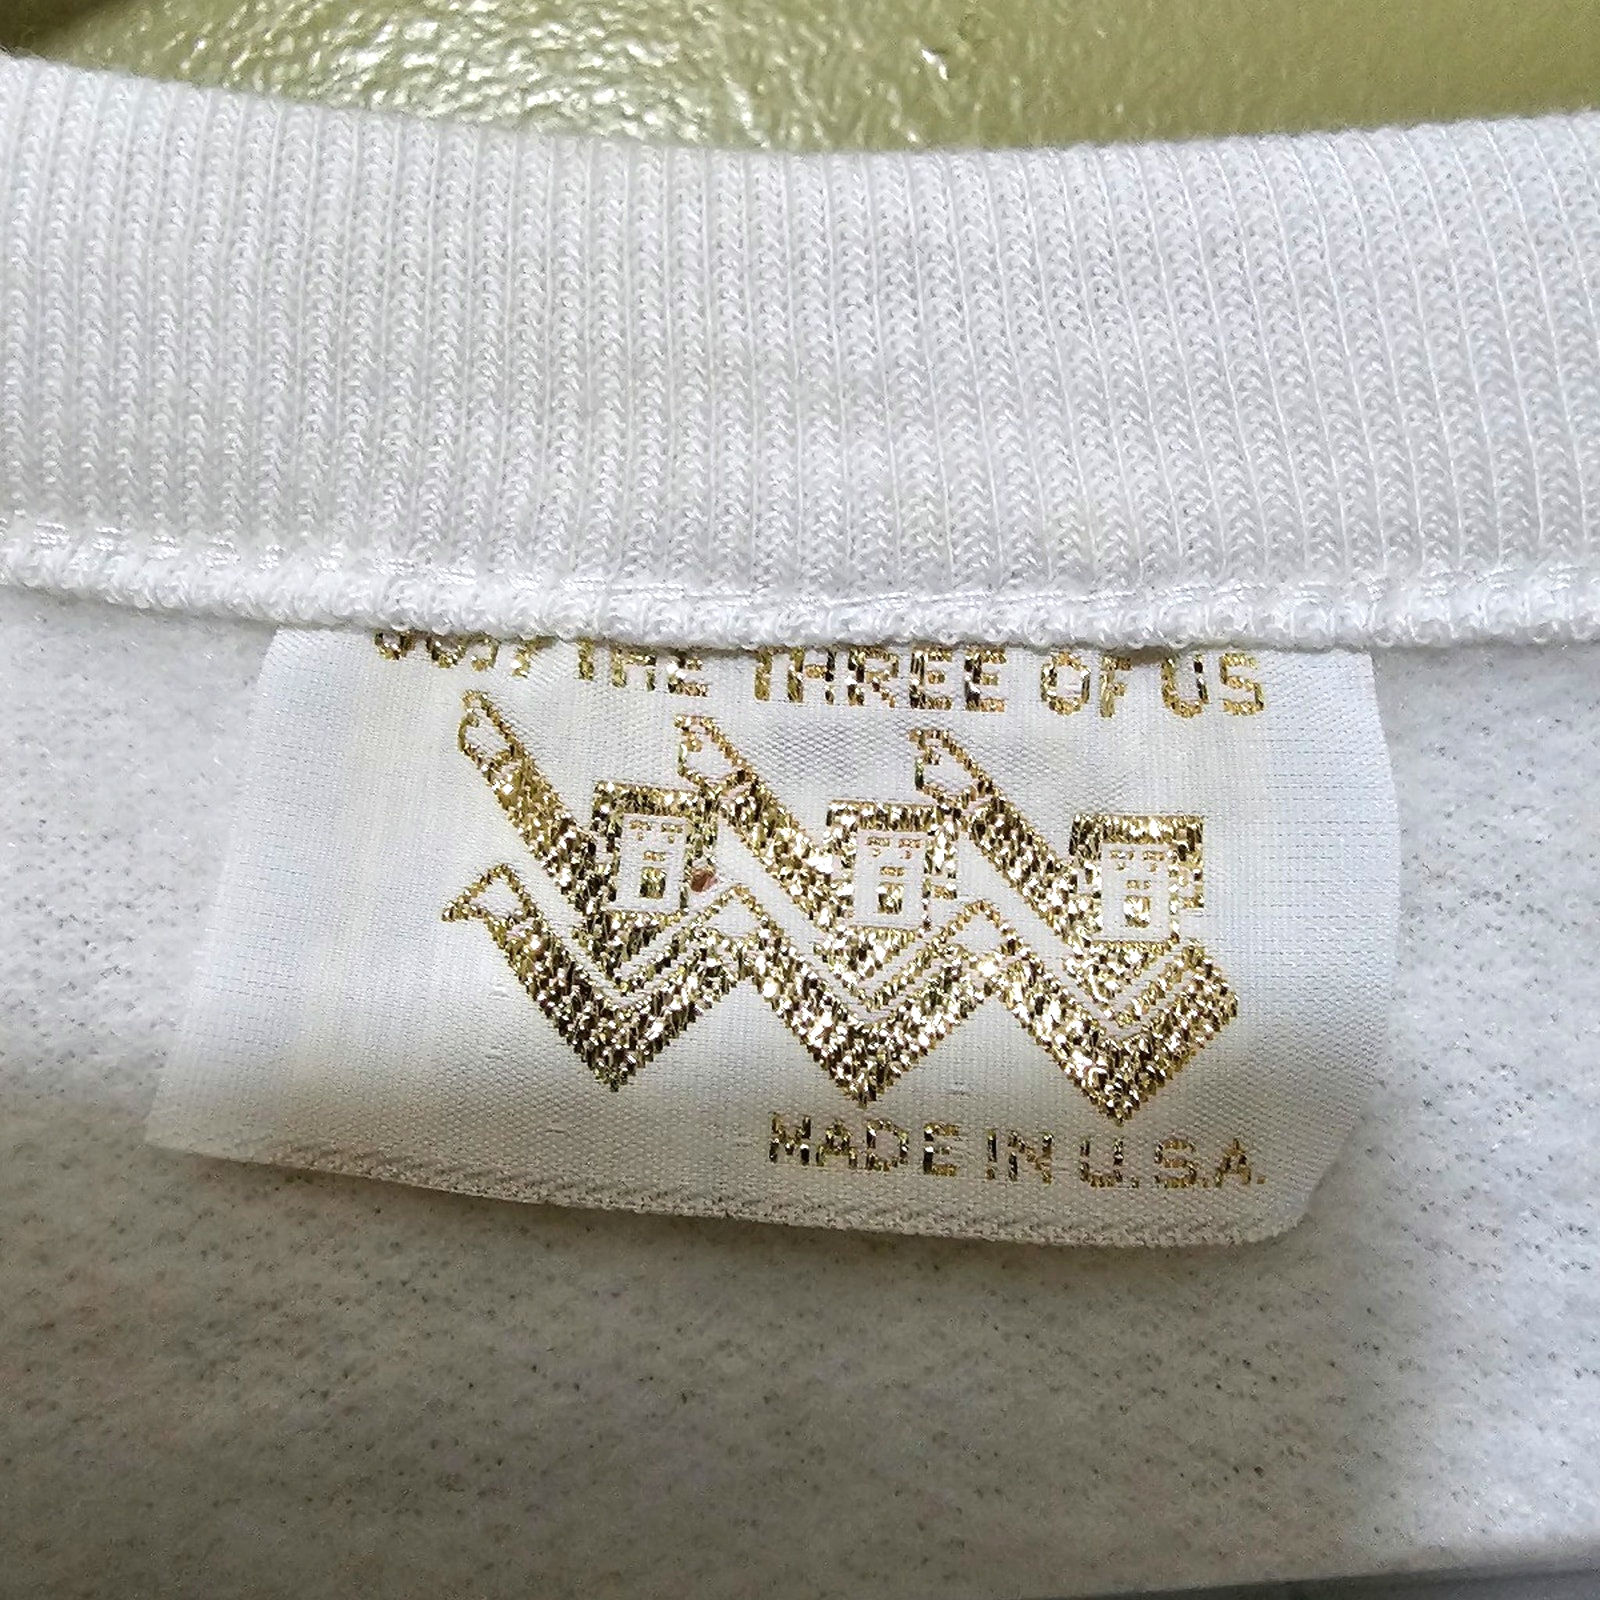 JUST THE THREE OF US
MADE IN U.S.A.